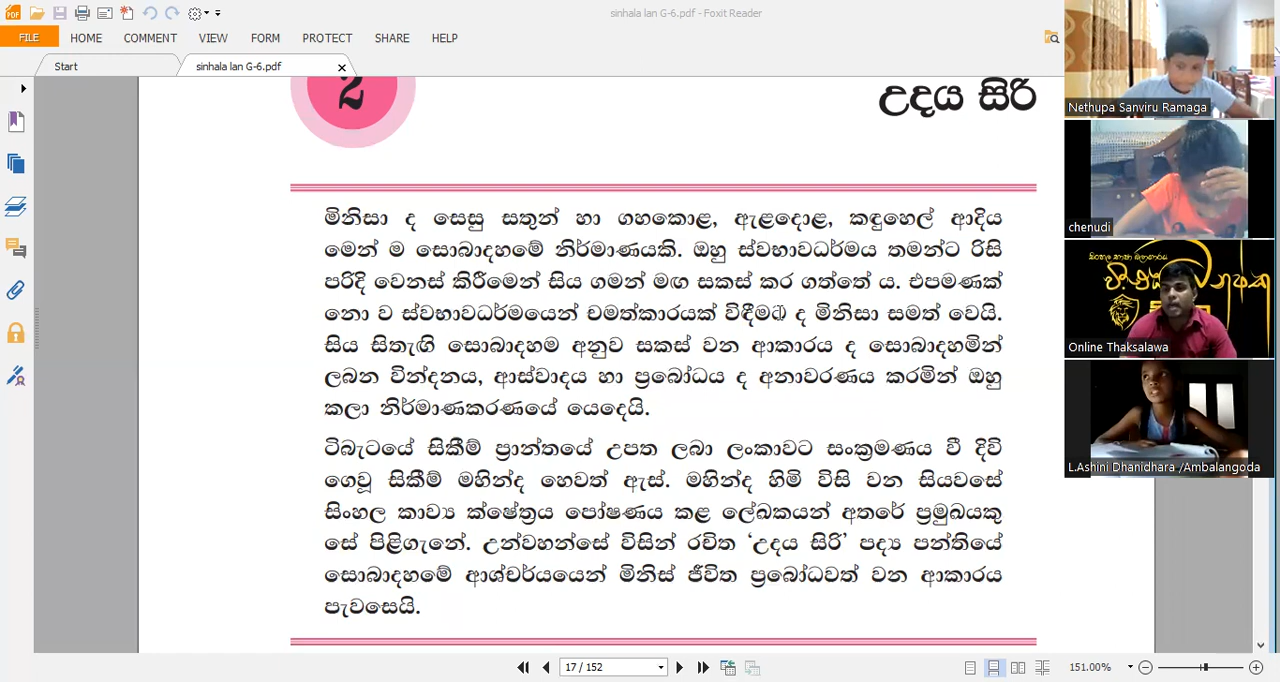 sinhala lan G-6.pdf - Foxit Reader
FILE HOME COMMENT VIEW FORM PROTECT SHARE HELP
Start sinhala lan G-6.pdf
2
උදය සිරි
මිනිසා ද සෙසු සතුන් හා ගහකොළ, ඇළදොළ, කඳුහෙල් ආදිය
මෙන් ම සොබාදහමේ නිර්මාණයකි. ඔහු ස්වභාවධර්මය තමන්ට රිසි
පරිදි වෙනස් කිරීමෙන් සිය ගමන් මඟ සකස් කර ගත්තේ ය. එපමණක්
නො ව ස්වභාවධර්මයෙන් චමත්කාරයක් විඳීමට ද මිනිසා සමත් වෙයි.
සිය සිතැඟි සොබාදහම අනුව සකස් වන ආකාරය ද සොබාදහමින්
ලබන වින්දනය, ආස්වාදය හා ප්‍රබෝධය ද අනාවරණය කරමින් ඔහු
කලා නිර්මාණකරණයේ යෙදෙයි.
ටිබැටයේ සිකීම් ප්‍රාන්තයේ උපත ලබා ලංකාවට සංක්‍රමණය වී දිවි
ගෙවූ සිකීම් මහින්ද හෙවත් ඇස්. මහින්ද හිමි විසි වන සියවසේ
සිංහල කාව්‍ය ක්ෂේත්‍රය පෝෂණය කළ ලේඛකයන් අතරේ ප්‍රමුඛයකු
සේ පිළිගැනේ. උන්වහන්සේ විසින් රචිත ‘උදය සිරි’ පද්‍ය පන්තියේ
සොබාදහමේ ආශ්චර්යයෙන් මිනිස් ජීවිත ප්‍රබෝධවත් වන ආකාරය
පැවසෙයි.
17 / 152
151.00%
Nethupa Sanviru Ramaga
chenudi
Online Thaksalawa
L.Ashini Dhanidhara /Ambalangoda